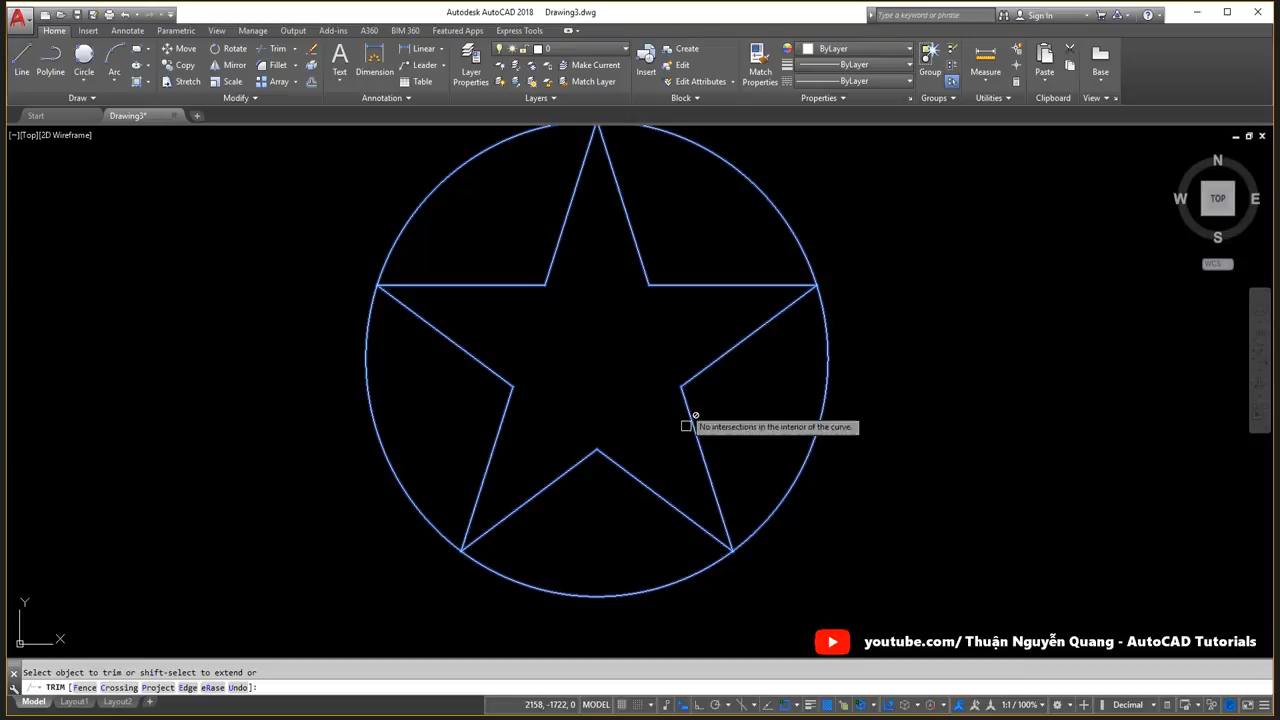 Autodesk AutoCAD 2018 Drawing3.dwg
Type a keyword or phrase
Sign In
Home Insert Annotate Parametric View Manage Output Add-ins A360 BIM 360 Featured Apps Express Tools
Line Polyline Circle Arc
Move Rotate Trim
Copy Mirror Fillet
Stretch Scale Array
Text Dimension
Linear
Leader
Table
Layer Properties
0
Make Current
Match Layer
Insert
Create
Edit
Edit Attributes
Match Properties
ByLayer
ByLayer
ByLayer
Group Measure Paste Base
Draw Modify Annotation Layers Block Properties Groups Utilities Clipboard View
Start Drawing3*
[−][Top][2D Wireframe]
N
W TOP E
S
WCS
No intersections in the interior of the curve.
Y
X
youtube.com/ Thuận Nguyễn Quang - AutoCAD Tutorials
Select object to trim or shift-select to extend or
TRIM [Fence Crossing Project Edge eRase Undo]:
Model Layout1 Layout2
2158, -1722, 0 MODEL
1:1 / 100%
Decimal